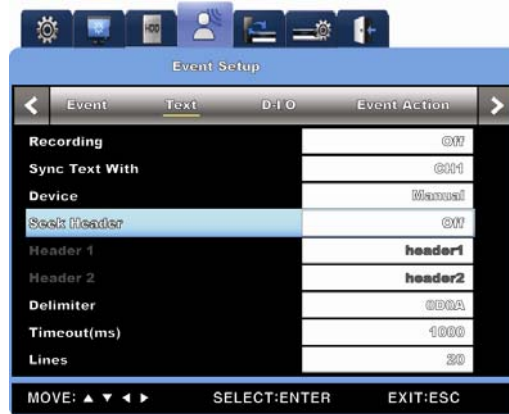 HDD
Event Setup
Event Text D-I/O Event Action
Recording Off
Sync Text With CH1
Device Manual
Seek Header Off
Header 1 header1
Header 2 header2
Delimiter 0D0A
Timeout(ms) 1000
Lines 20
MOVE: ▲ ▼ ◄ ► SELECT:ENTER EXIT:ESC